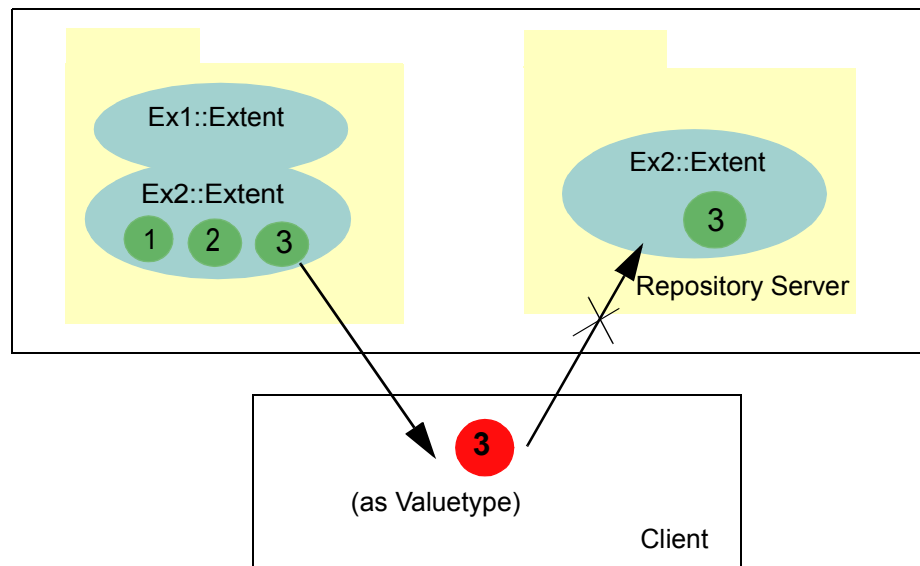 Ex1::Extent
Ex2::Extent
1 2 3
Ex2::Extent
3
Repository Server
3
(as Valuetype)
Client